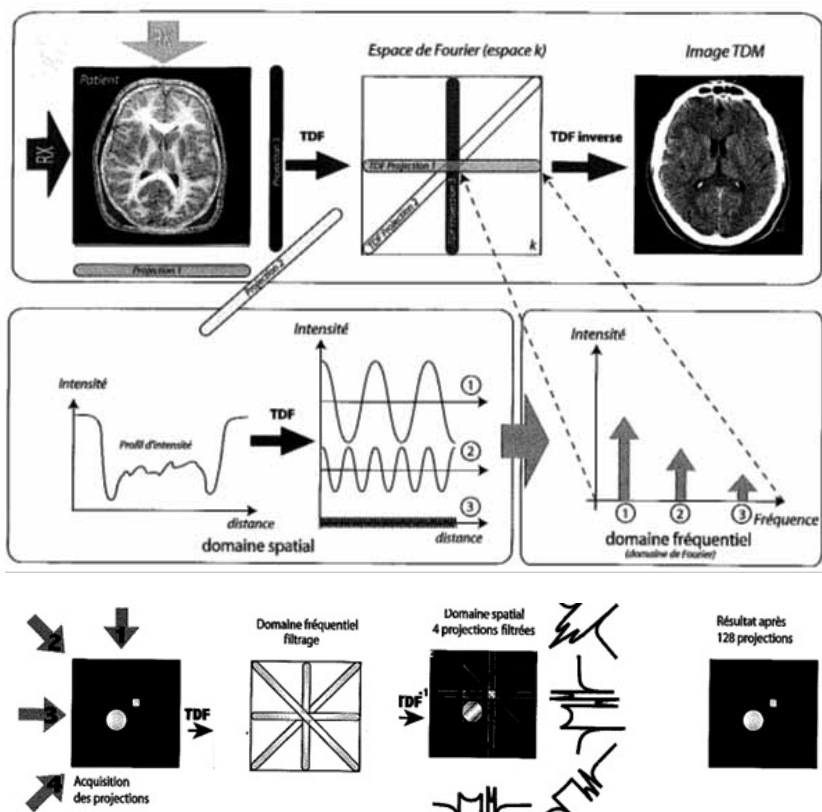 RX
Patient
RX
Projection 3
Projection 1
Projection 2
TDF
Espace de Fourier (espace k)
TDF Projection 1
TDF Projection 2
TDF Projection 3
k
TDF inverse
Image TDM
Intensité
Profil d'intensité
distance
TDF
Intensité
1
2
3
distance
domaine spatial
Intensité
1
2
3
Fréquence
domaine fréquentiel
(domaine de Fourier)
1
2
3
4
Acquisition
des projections
TDF
Domaine fréquentiel
filtrage
TDF-1
Domaine spatial
4 projections filtrées
Résultat après
128 projections